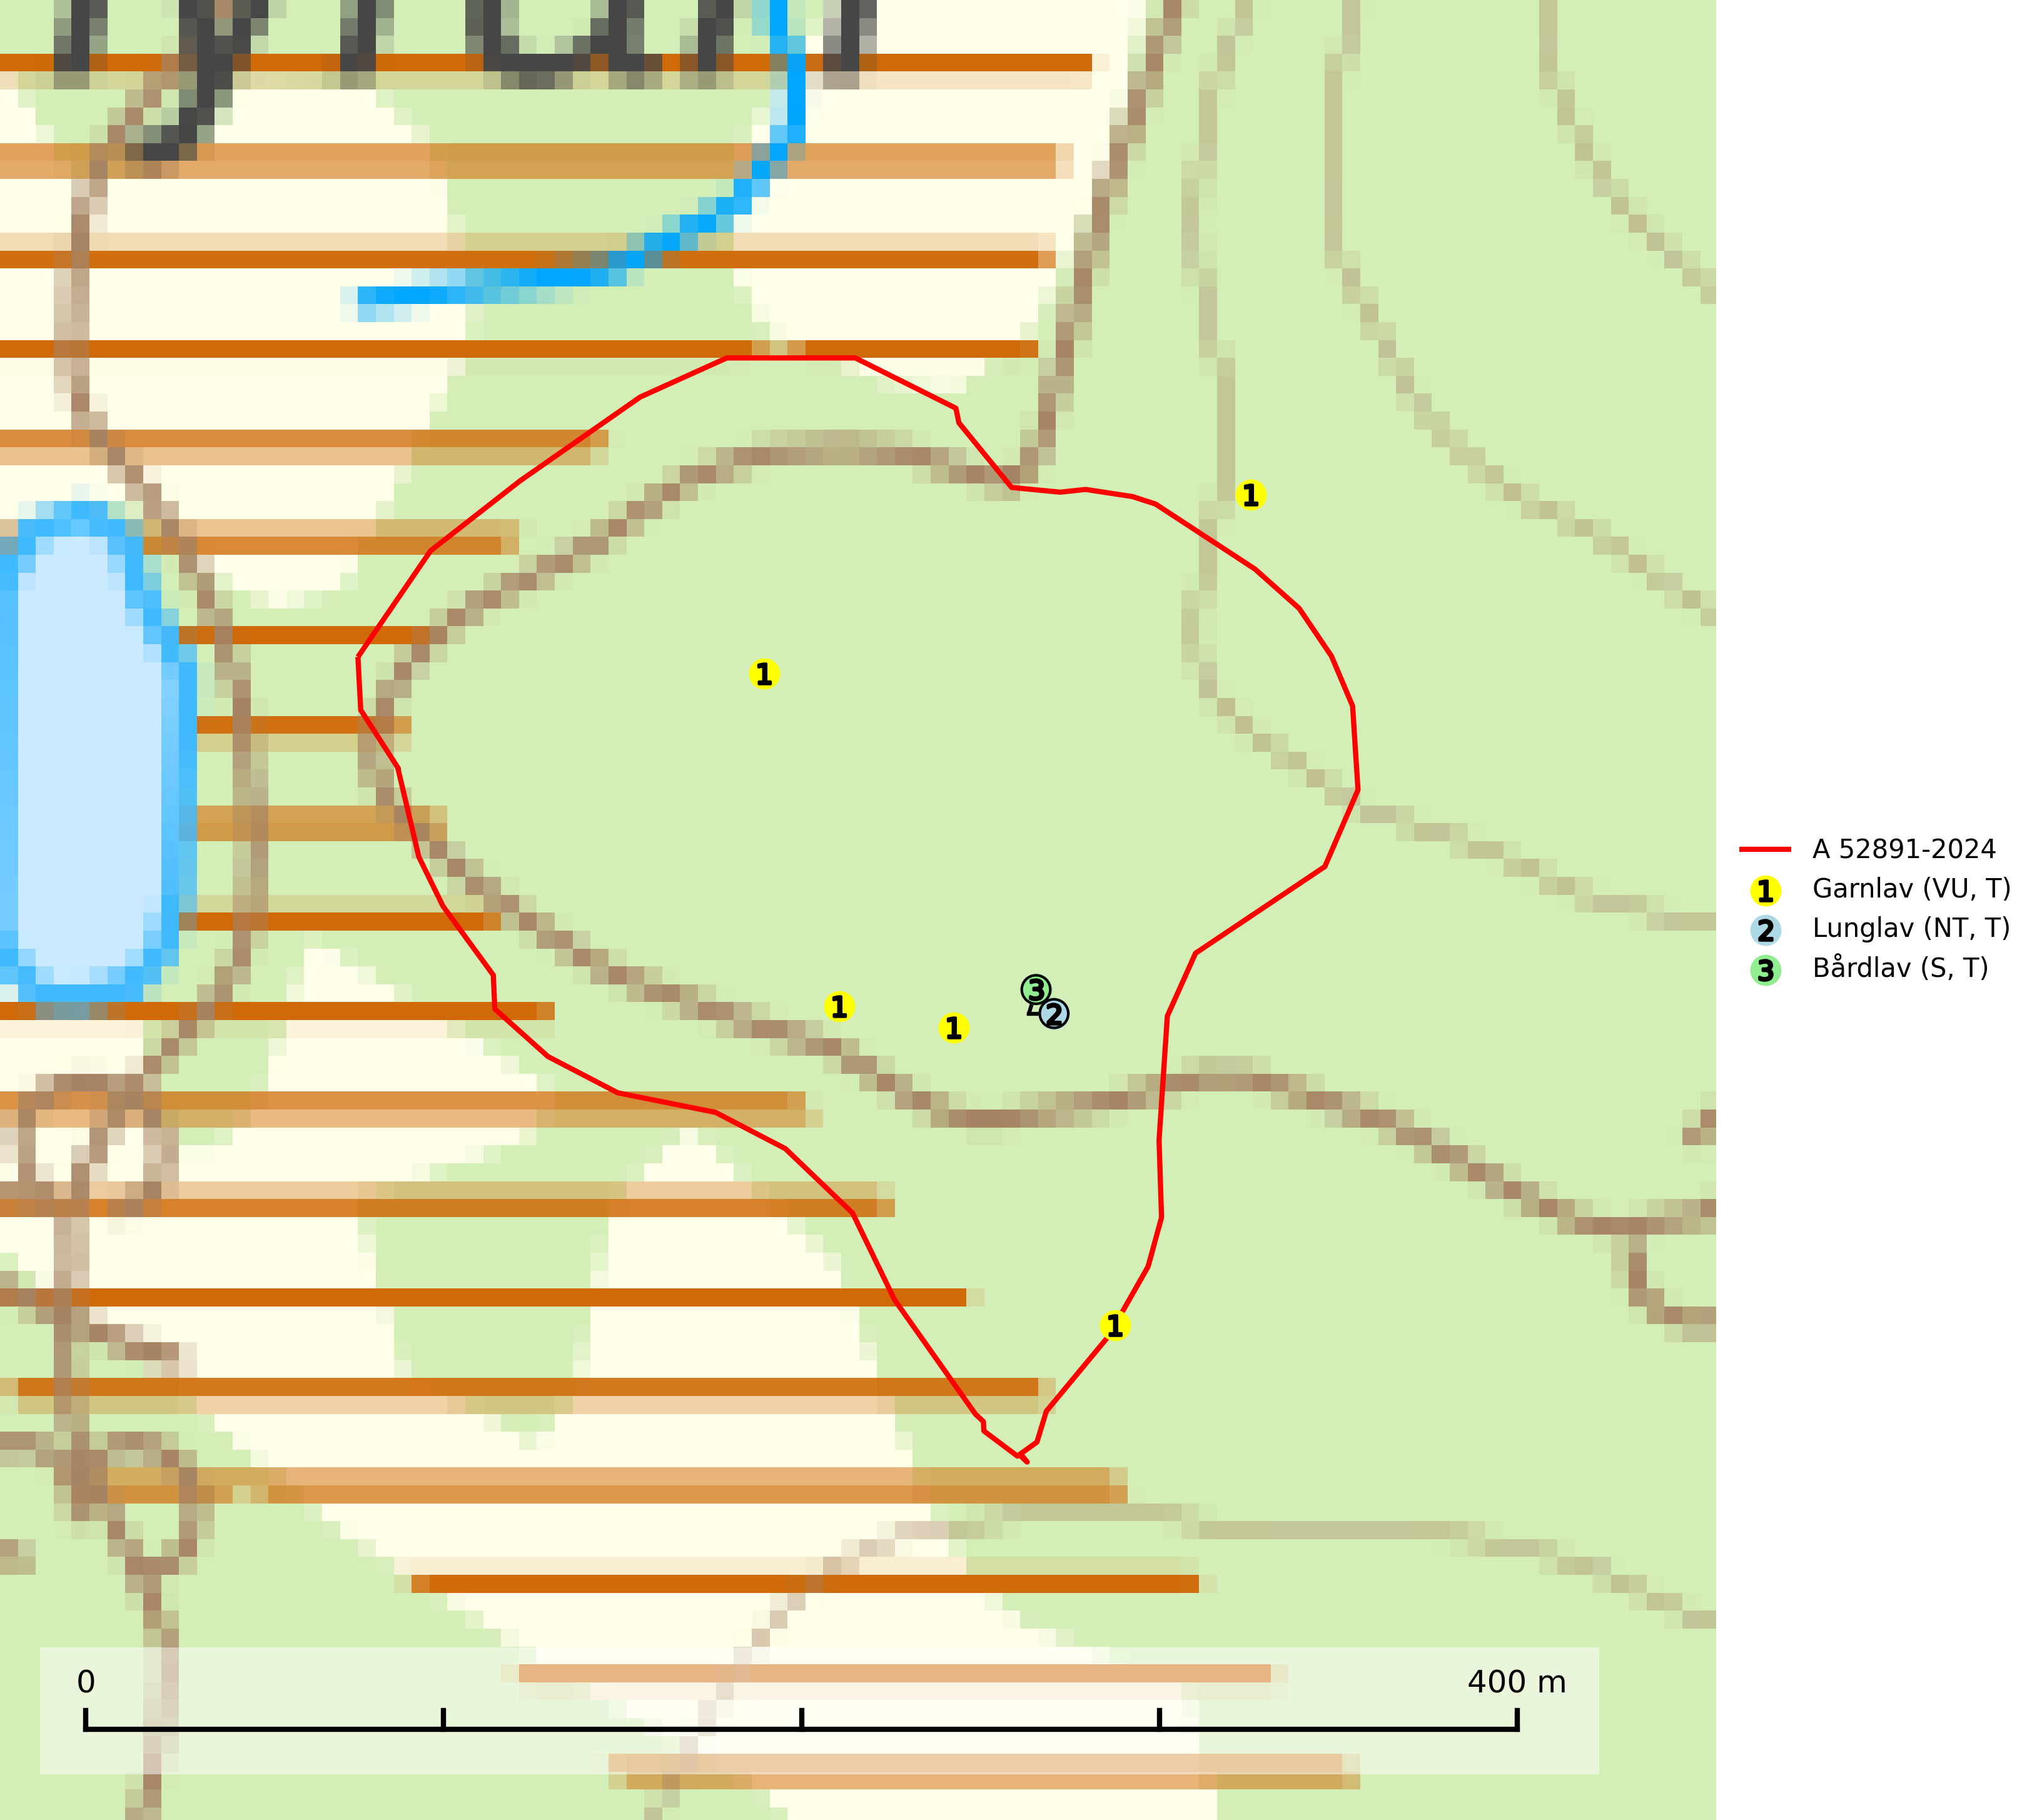 1
A 52891-2024
1 Garnlav (VU, T)
2 Lunglav (NT, T)
3 Bårdlav (S, T)
1
3
1
2
1
1
0
400 m